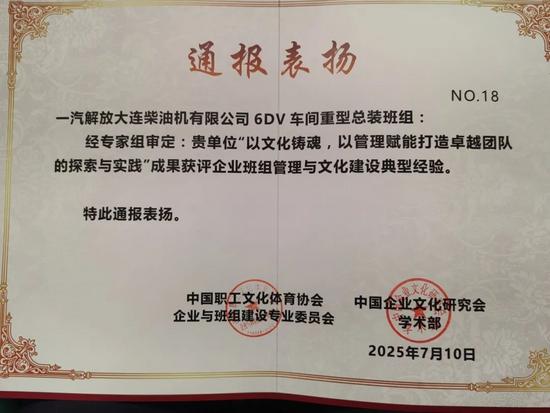 通报表扬
NO.18
一汽解放大连柴油机有限公司 6DV 车间重型总装班组：
经专家组审定：贵单位“以文化铸魂，以管理赋能打造卓越团队
的探索与实践”成果获评企业班组管理与文化建设典型经验。
特此通报表扬。
中国职工文化体育协会
企业与班组建设专业委员会
中国企业文化研究会
学术部
2025年7月10日